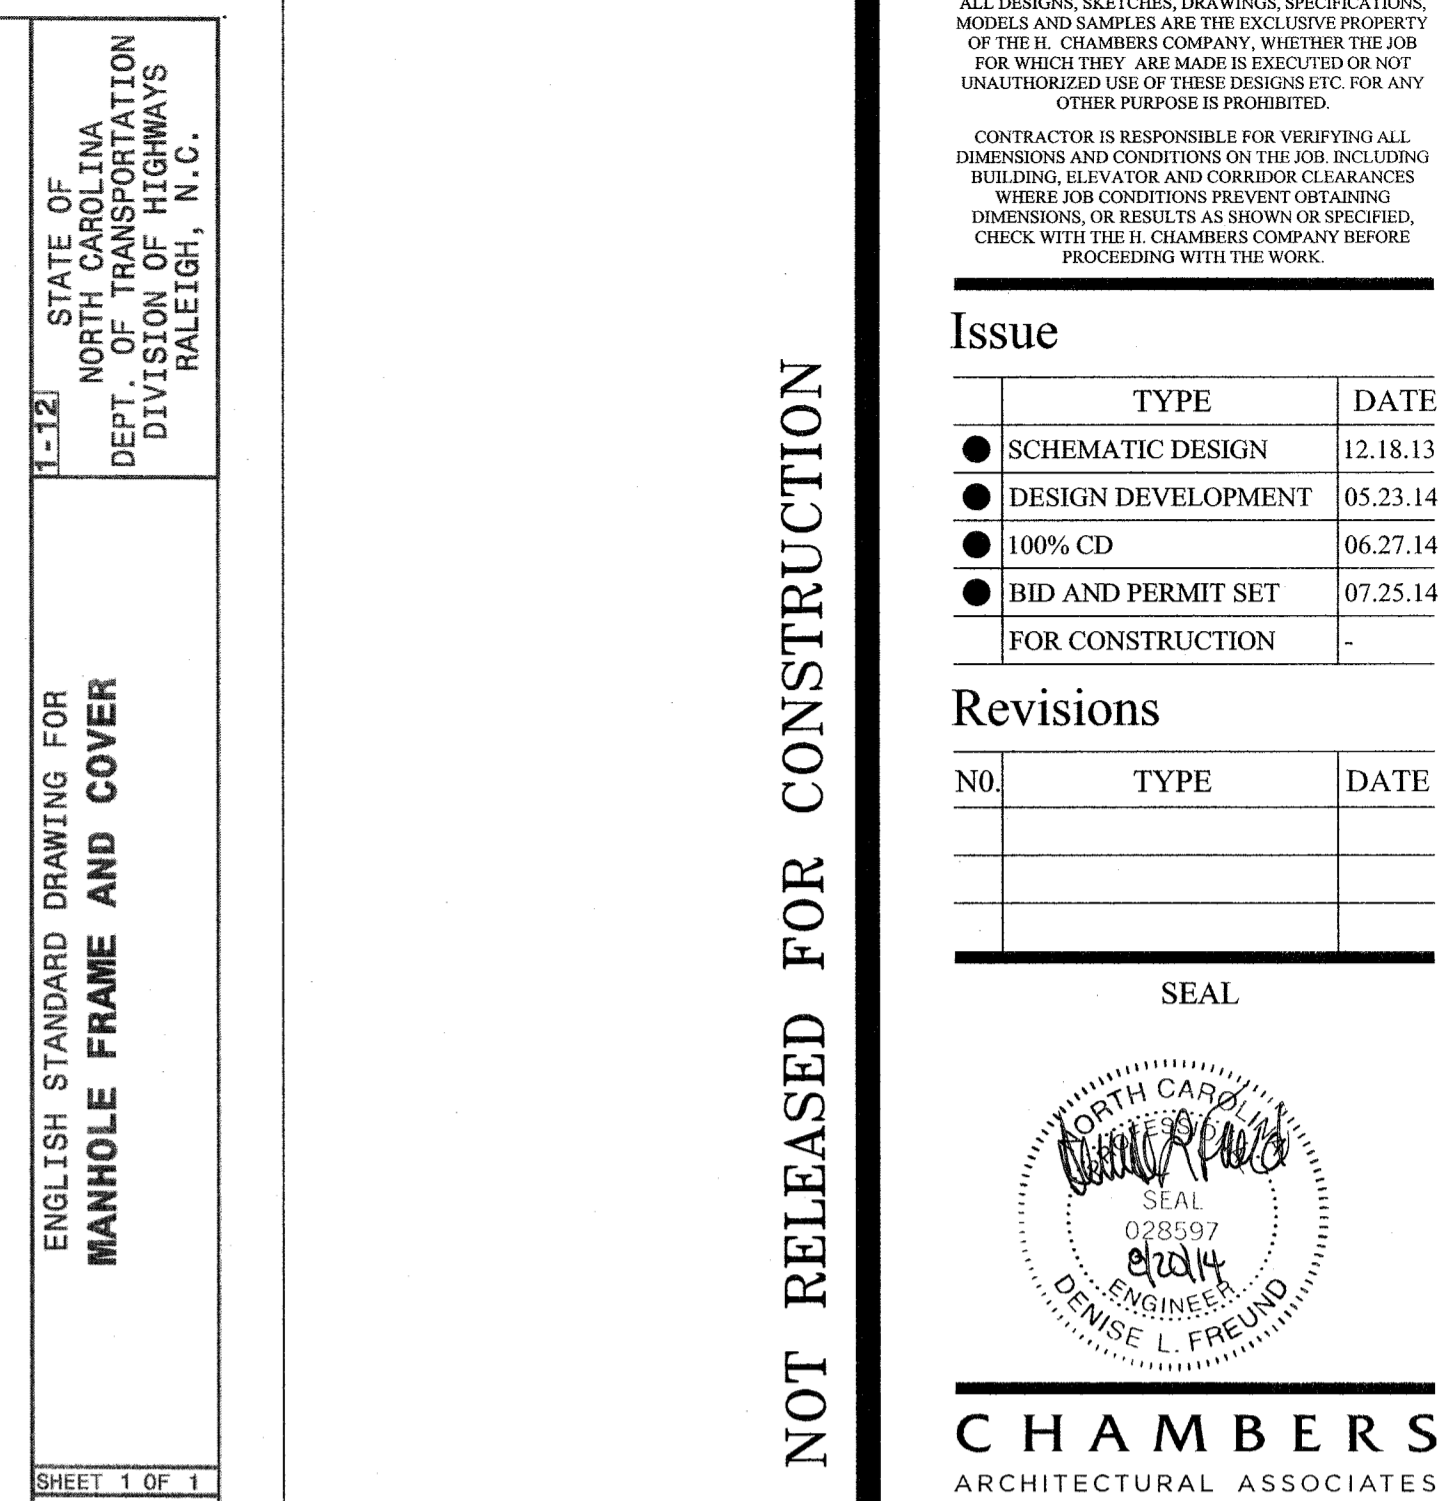 1-12
STATE OF
NORTH CAROLINA
DEPT. OF TRANSPORTATION
DIVISION OF HIGHWAYS
RALEIGH, N.C.
ENGLISH STANDARD DRAWING FOR
MANHOLE FRAME AND COVER
SHEET 1 OF 1
NOT RELEASED FOR CONSTRUCTION
ALL DESIGNS, SKETCHES, DRAWINGS, SPECIFICATIONS,
MODELS AND SAMPLES ARE THE EXCLUSIVE PROPERTY
OF THE H. CHAMBERS COMPANY, WHETHER THE JOB
FOR WHICH THEY ARE MADE IS EXECUTED OR NOT
UNAUTHORIZED USE OF THESE DESIGNS ETC. FOR ANY
OTHER PURPOSE IS PROHIBITED.
CONTRACTOR IS RESPONSIBLE FOR VERIFYING ALL
DIMENSIONS AND CONDITIONS ON THE JOB. INCLUDING
BUILDING, ELEVATOR AND CORRIDOR CLEARANCES
WHERE JOB CONDITIONS PREVENT OBTAINING
DIMENSIONS, OR RESULTS AS SHOWN OR SPECIFIED,
CHECK WITH THE H. CHAMBERS COMPANY BEFORE
PROCEEDING WITH THE WORK.
Issue
TYPE DATE
SCHEMATIC DESIGN 12.18.13
DESIGN DEVELOPMENT 05.23.14
100% CD 06.27.14
BID AND PERMIT SET 07.25.14
FOR CONSTRUCTION -
Revisions
N0. TYPE DATE
SEAL
NORTH CAROLINA
SEAL
028597
8/20/14
ENGINEER
DENISE L. FREUND
CHAMBERS
ARCHITECTURAL ASSOCIATES